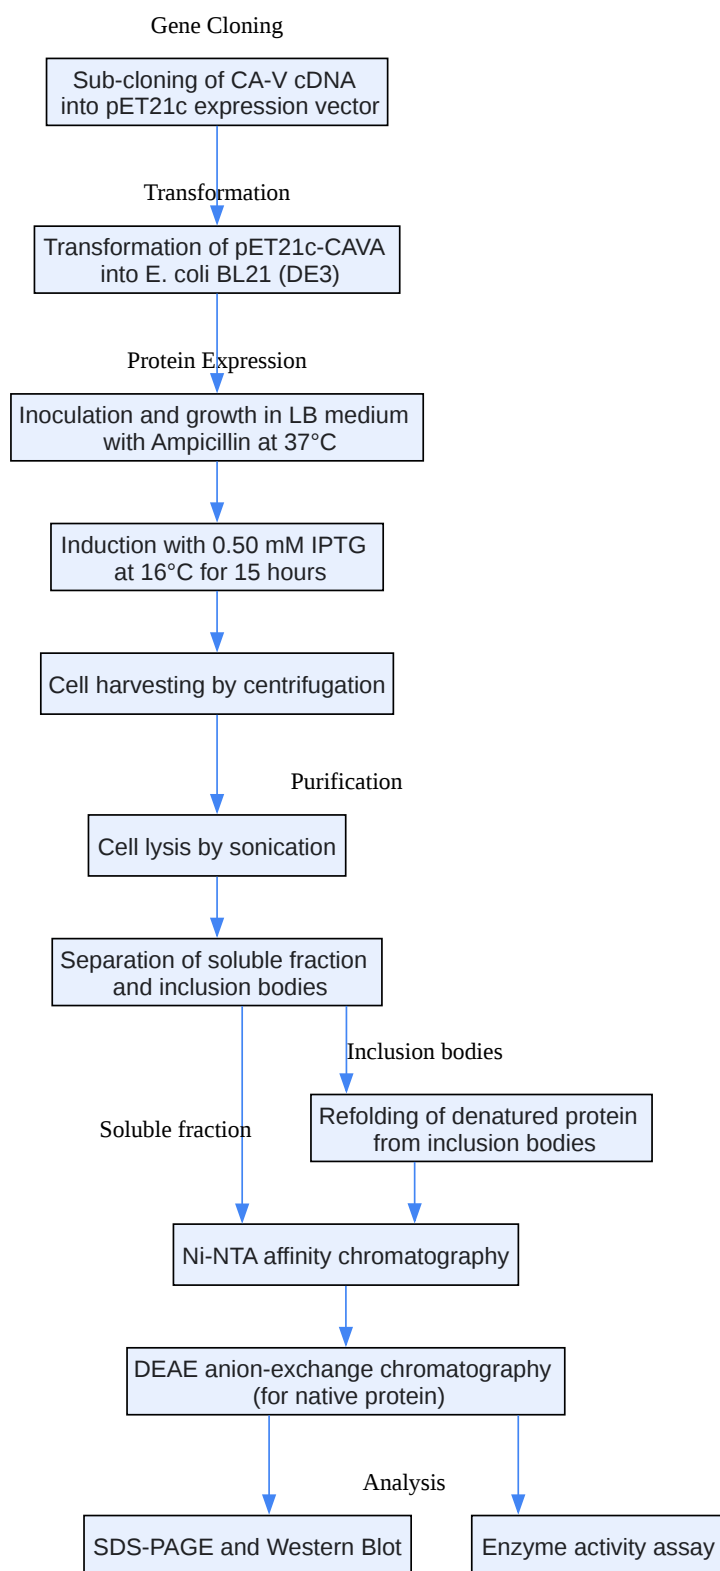 Gene Cloning
Sub-cloning of CA-V cDNA
into pET21c expression vector
Transformation
Transformation of pET21c-CAVA
into E. coli BL21 (DE3)
Protein Expression
Inoculation and growth in LB medium
with Ampicillin at 37°C
Induction with 0.50 mM IPTG
at 16°C for 15 hours
Cell harvesting by centrifugation
Purification
Cell lysis by sonication
Separation of soluble fraction
and inclusion bodies
Inclusion bodies
Soluble fraction
Refolding of denatured protein
from inclusion bodies
Ni-NTA affinity chromatography
DEAE anion-exchange chromatography
(for native protein)
Analysis
SDS-PAGE and Western Blot
Enzyme activity assay